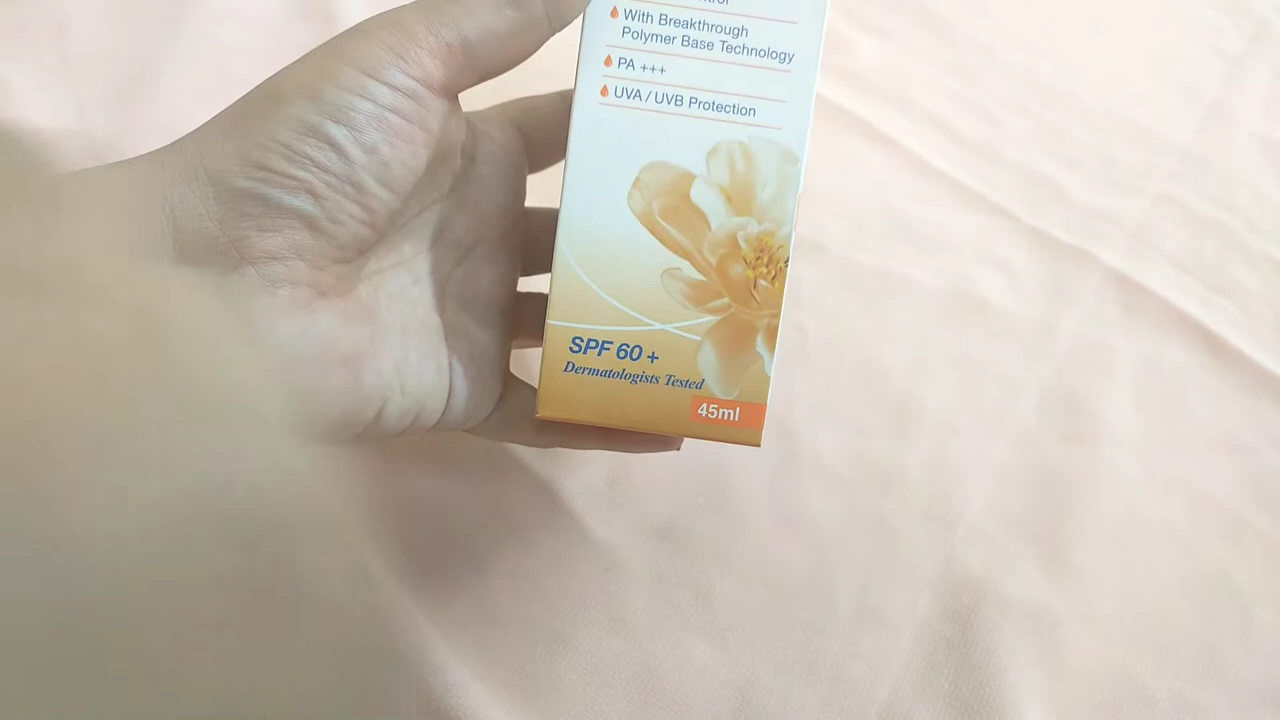 With Breakthrough
Polymer Base Technology
PA +++
UVA / UVB Protection
SPF 60 +
Dermatologists Tested
45ml